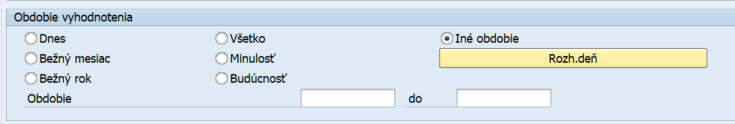 Obdobie vyhodnotenia
Dnes Všetko Iné obdobie
Bežný mesiac Minulosť Rozh.deň
Bežný rok Budúcnosť
Obdobie do